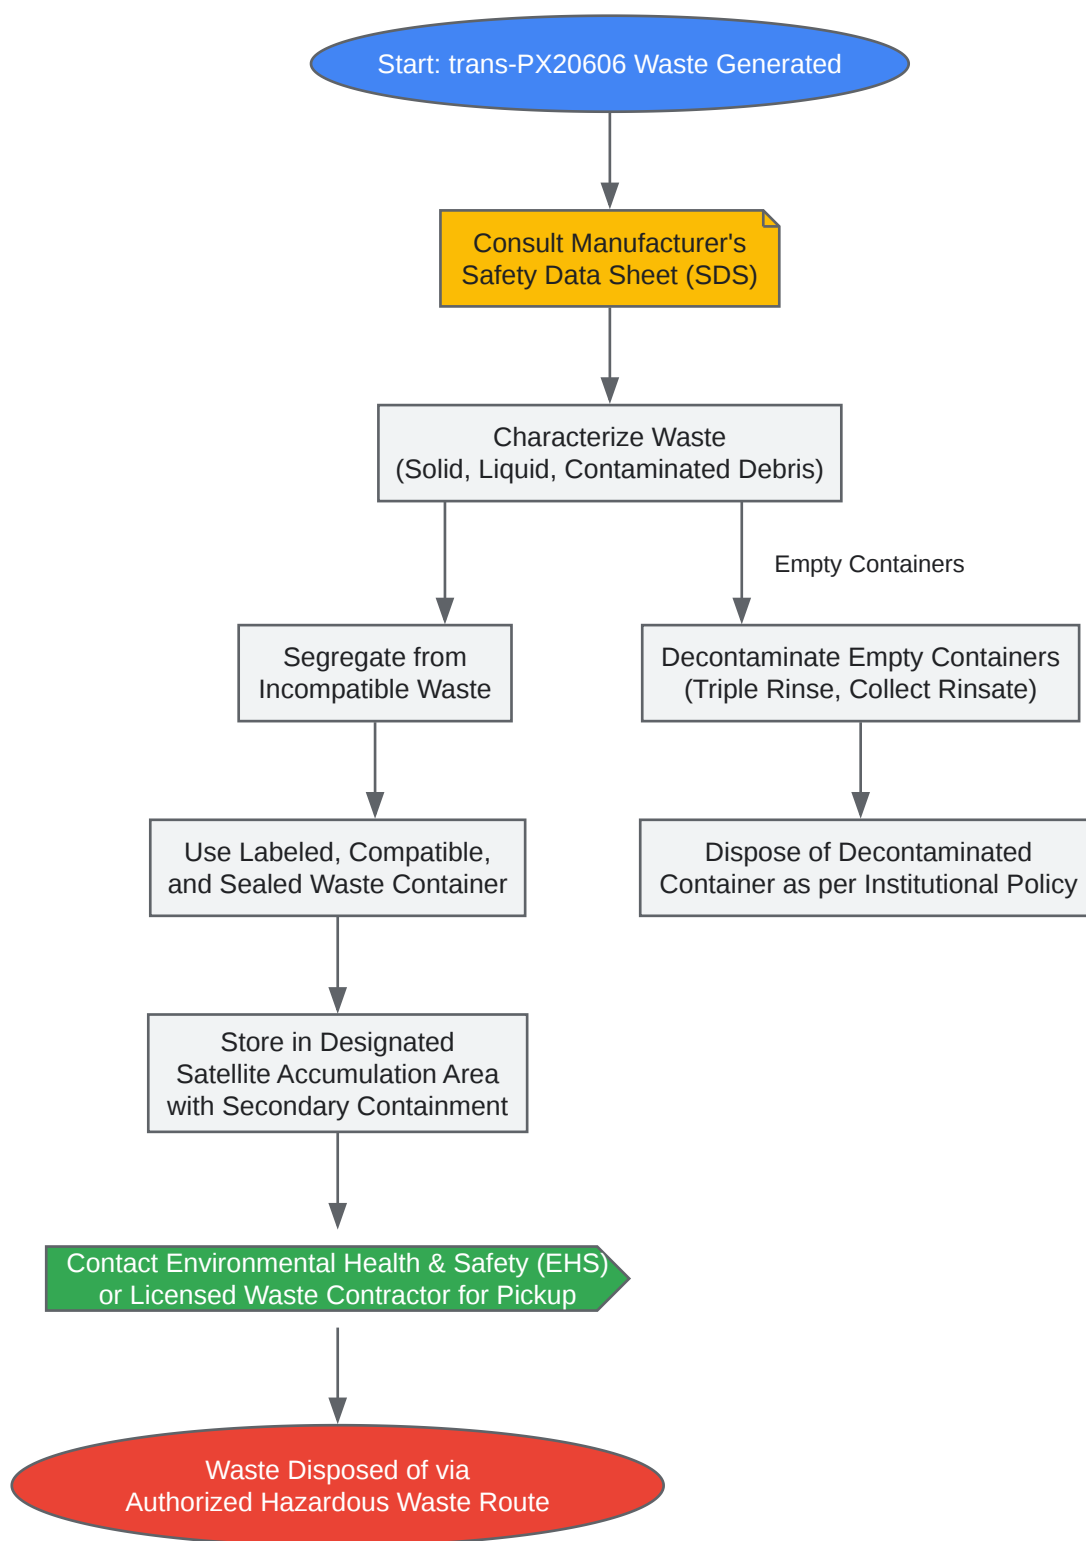 Start: trans-PX20606 Waste Generated
Consult Manufacturer's
Safety Data Sheet (SDS)
Characterize Waste
(Solid, Liquid, Contaminated Debris)
Empty Containers
Segregate from
Incompatible Waste
Decontaminate Empty Containers
(Triple Rinse, Collect Rinsate)
Use Labeled, Compatible,
and Sealed Waste Container
Dispose of Decontaminated
Container as per Institutional Policy
Store in Designated
Satellite Accumulation Area
with Secondary Containment
Contact Environmental Health & Safety (EHS)
or Licensed Waste Contractor for Pickup
Waste Disposed of via
Authorized Hazardous Waste Route